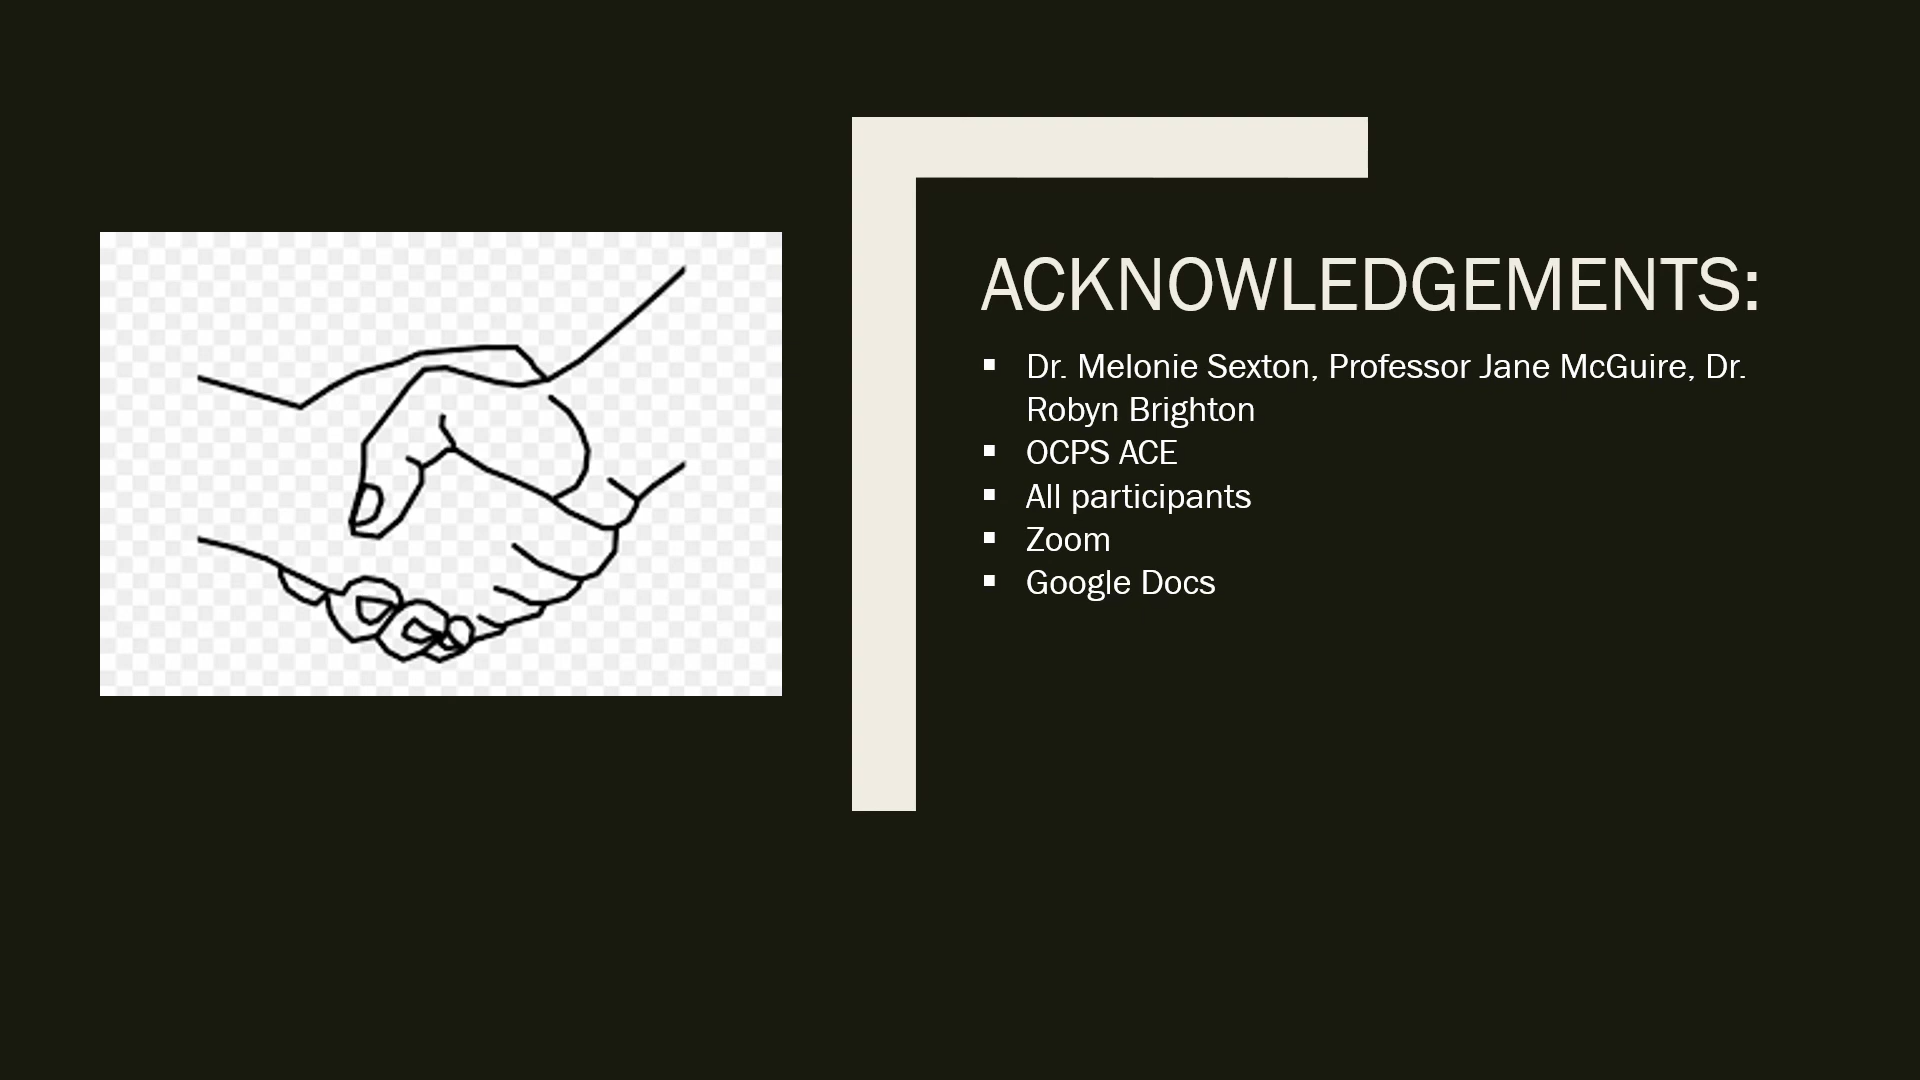 ACKNOWLEDGEMENTS:
▪ Dr. Melonie Sexton, Professor Jane McGuire, Dr.
Robyn Brighton
▪ OCPS ACE
▪ All participants
▪ Zoom
▪ Google Docs